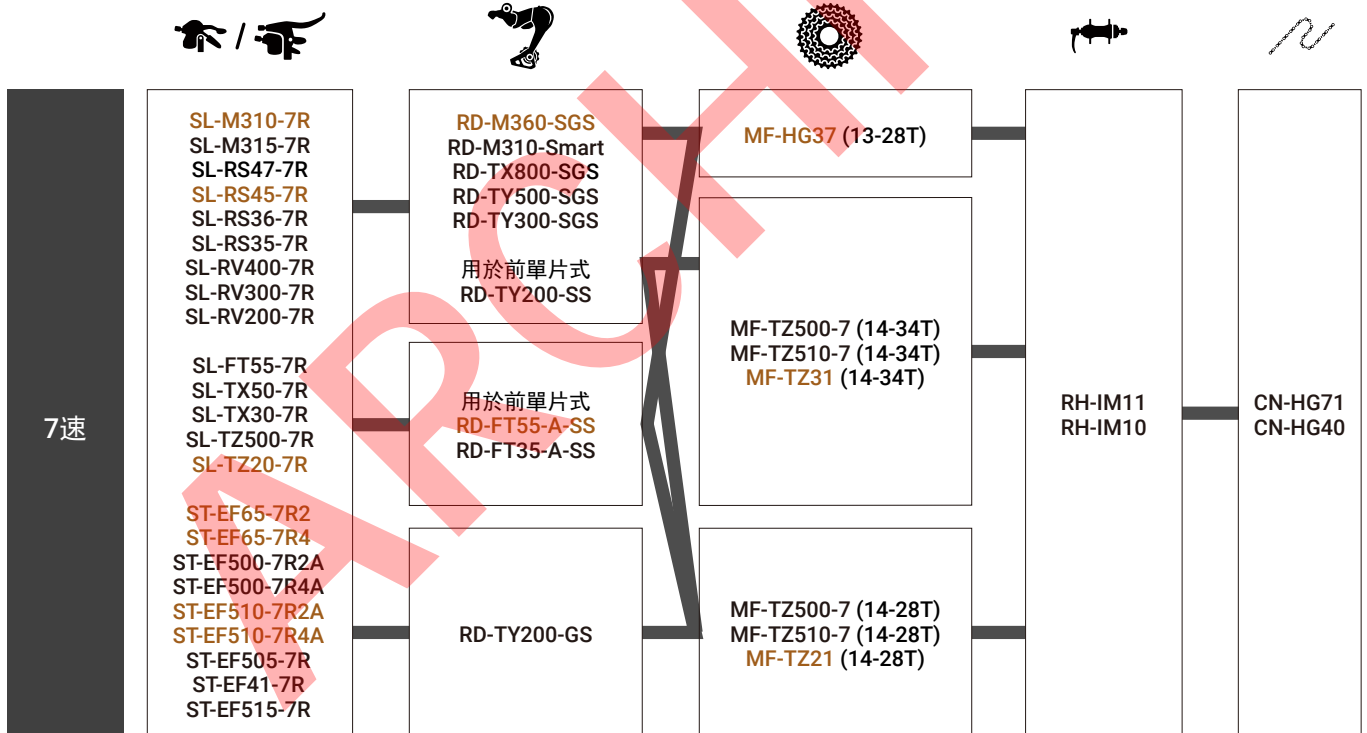 7速
SL-M310-7R
SL-M315-7R
SL-RS47-7R
SL-RS45-7R
SL-RS36-7R
SL-RS35-7R
SL-RV400-7R
SL-RV300-7R
SL-RV200-7R
SL-FT55-7R
SL-TX50-7R
SL-TX30-7R
SL-TZ500-7R
SL-TZ20-7R
ST-EF65-7R2
ST-EF65-7R4
ST-EF500-7R2A
ST-EF500-7R4A
ST-EF510-7R2A
ST-EF510-7R4A
ST-EF505-7R
ST-EF41-7R
ST-EF515-7R
RD-M360-SGS
RD-M310-Smart
RD-TX800-SGS
RD-TY500-SGS
RD-TY300-SGS
用於前單片式
RD-TY200-SS
用於前單片式
RD-FT55-A-SS
RD-FT35-A-SS
RD-TY200-GS
MF-HG37 (13-28T)
MF-TZ500-7 (14-34T)
MF-TZ510-7 (14-34T)
MF-TZ31 (14-34T)
MF-TZ500-7 (14-28T)
MF-TZ510-7 (14-28T)
MF-TZ21 (14-28T)
RH-IM11
RH-IM10
CN-HG71
CN-HG40
ARCHI